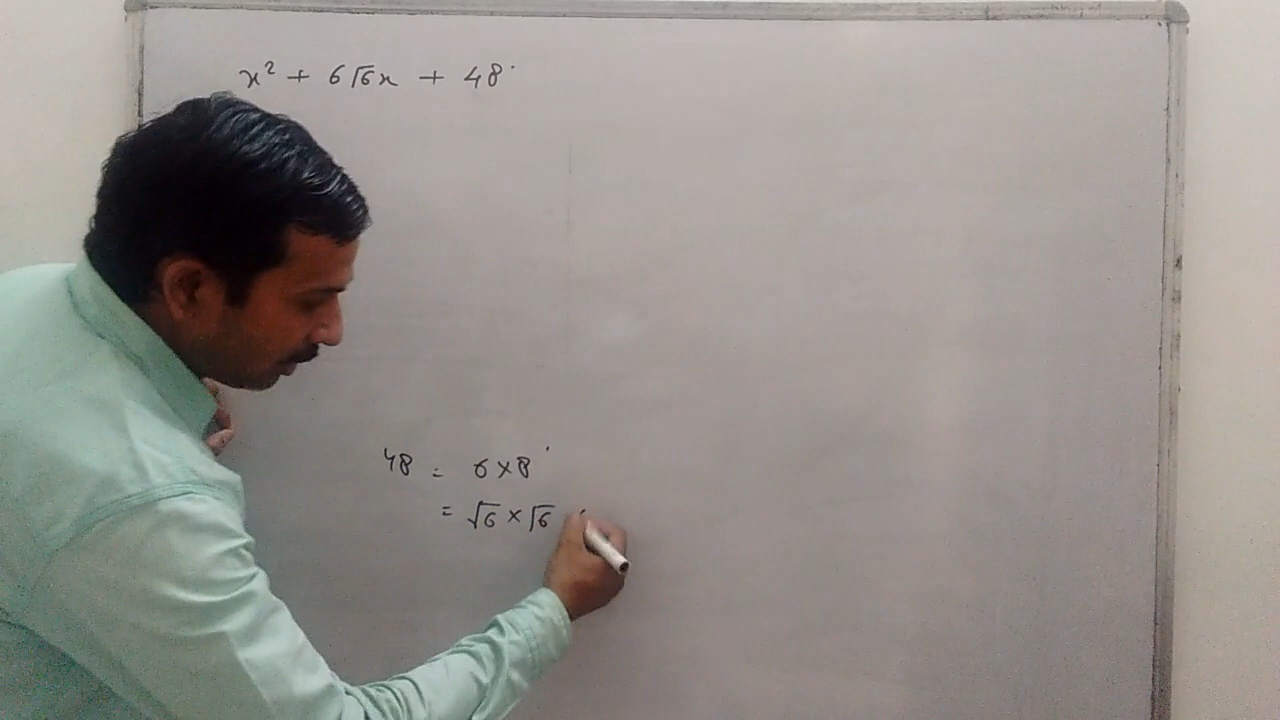 x² + 6√6x + 48
48 = 6 × 8
= √6 × √6